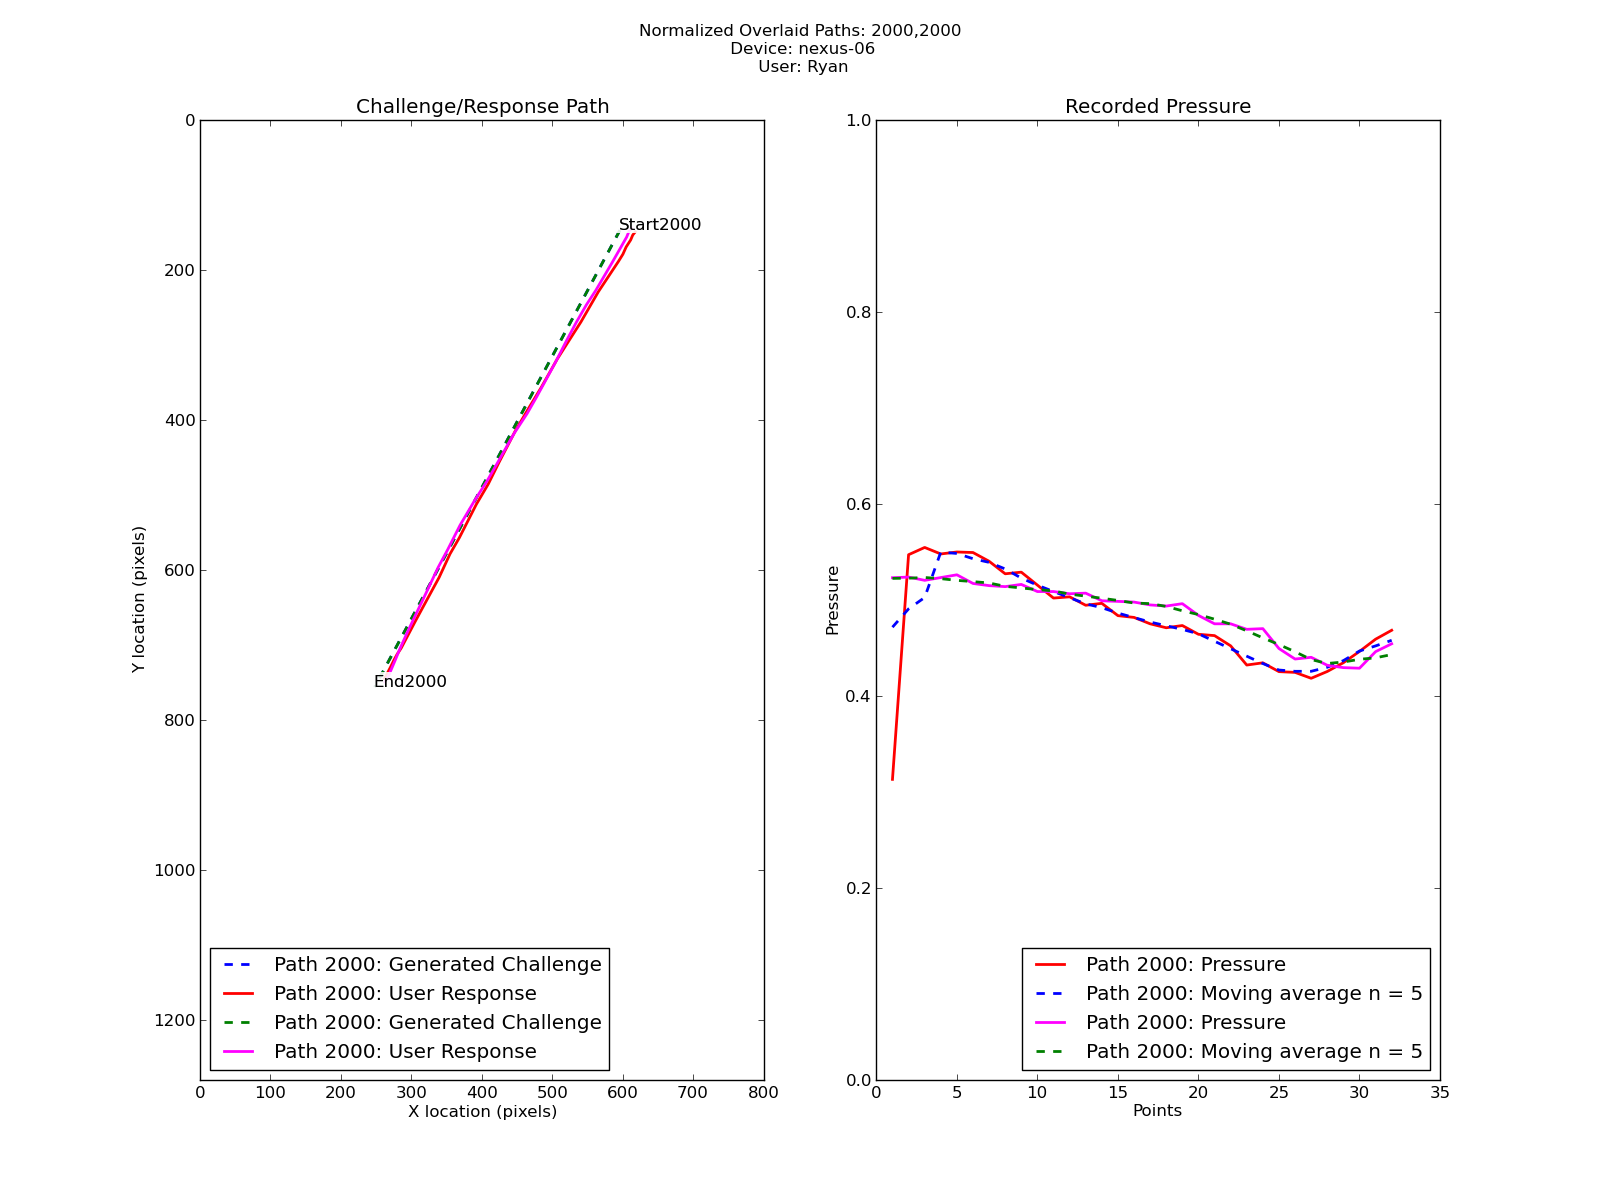 Normalized Overlaid Paths: 2000,2000
Device: nexus-06
User: Ryan
Challenge/Response Path
0
200
400
600
800
1000
1200
Y location (pixels)
Start2000
End2000
Path 2000: Generated Challenge
Path 2000: User Response
Path 2000: Generated Challenge
Path 2000: User Response
0 100 200 300 400 500 600 700 800
X location (pixels)
Recorded Pressure
1.0
0.8
0.6
0.4
0.2
0.0
Pressure
Path 2000: Pressure
Path 2000: Moving average n = 5
Path 2000: Pressure
Path 2000: Moving average n = 5
0 5 10 15 20 25 30 35
Points